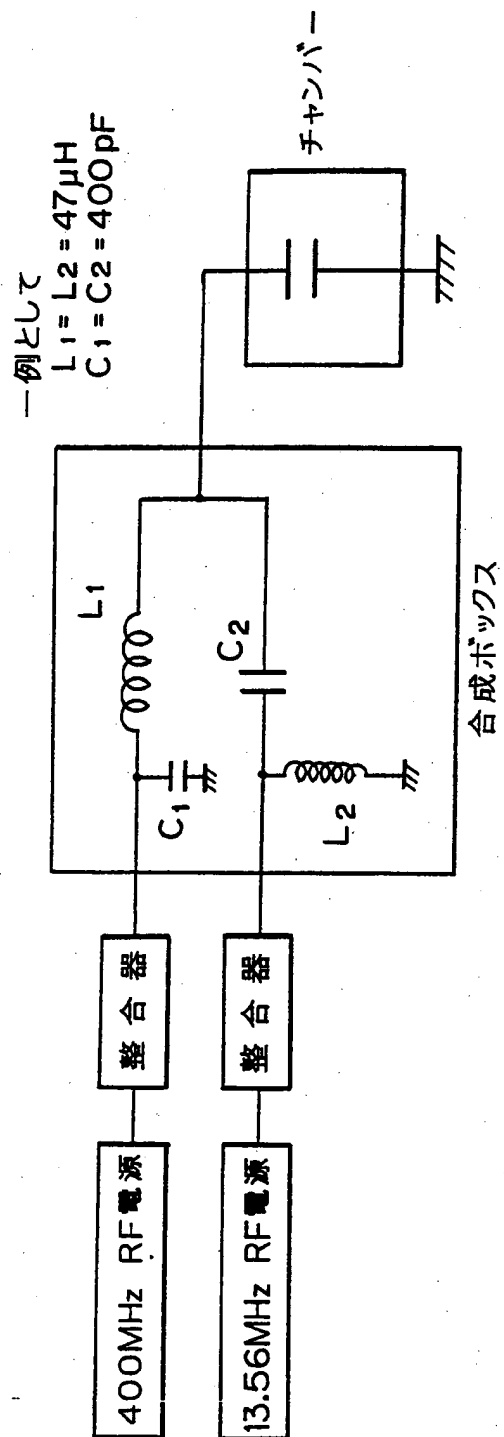 一例として
L1=L2=47μH
C1=C2=400pF
400MHz RF電源
整合器
C1
L1
13.56MHz RF電源
整合器
L2
C2
合成ボックス
チャンバー